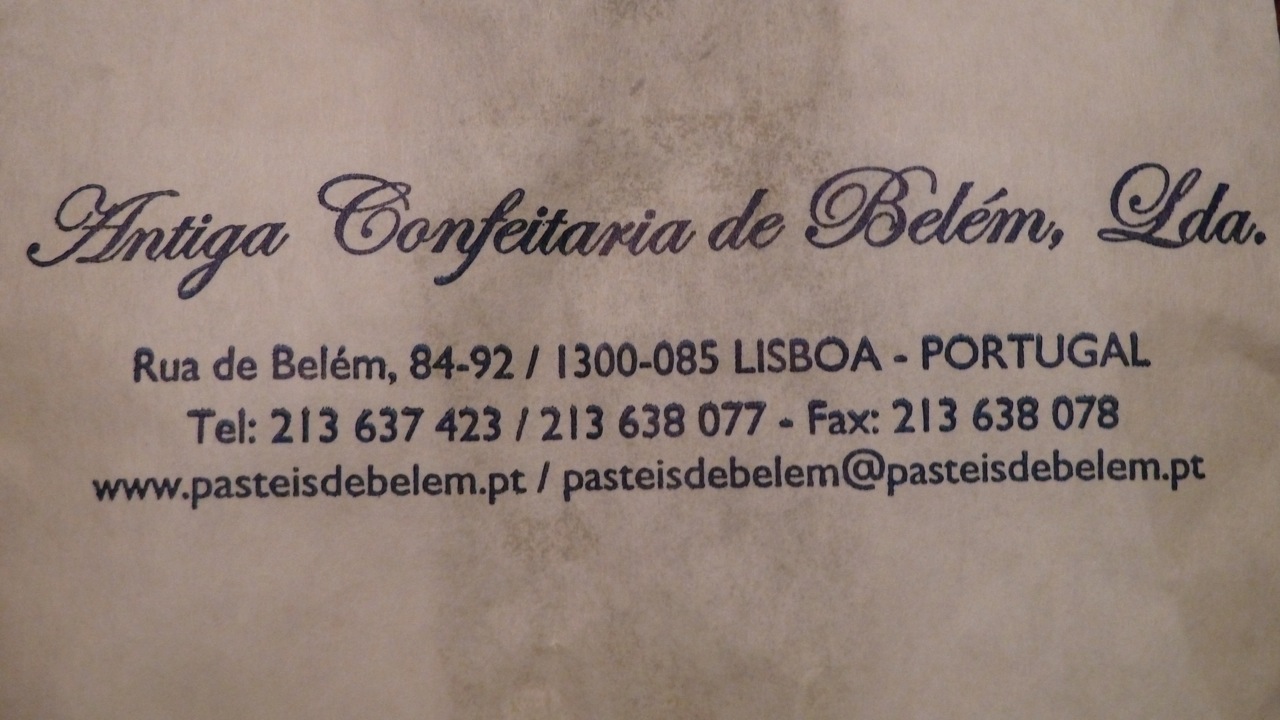 Antiga Confeitaria de Belém, Lda.
Rua de Belém, 84-92 / 1300-085 LISBOA - PORTUGAL
Tel: 213 637 423 / 213 638 077 - Fax: 213 638 078
www.pasteisdebelem.pt / pasteisdebelem@pasteisdebelem.pt